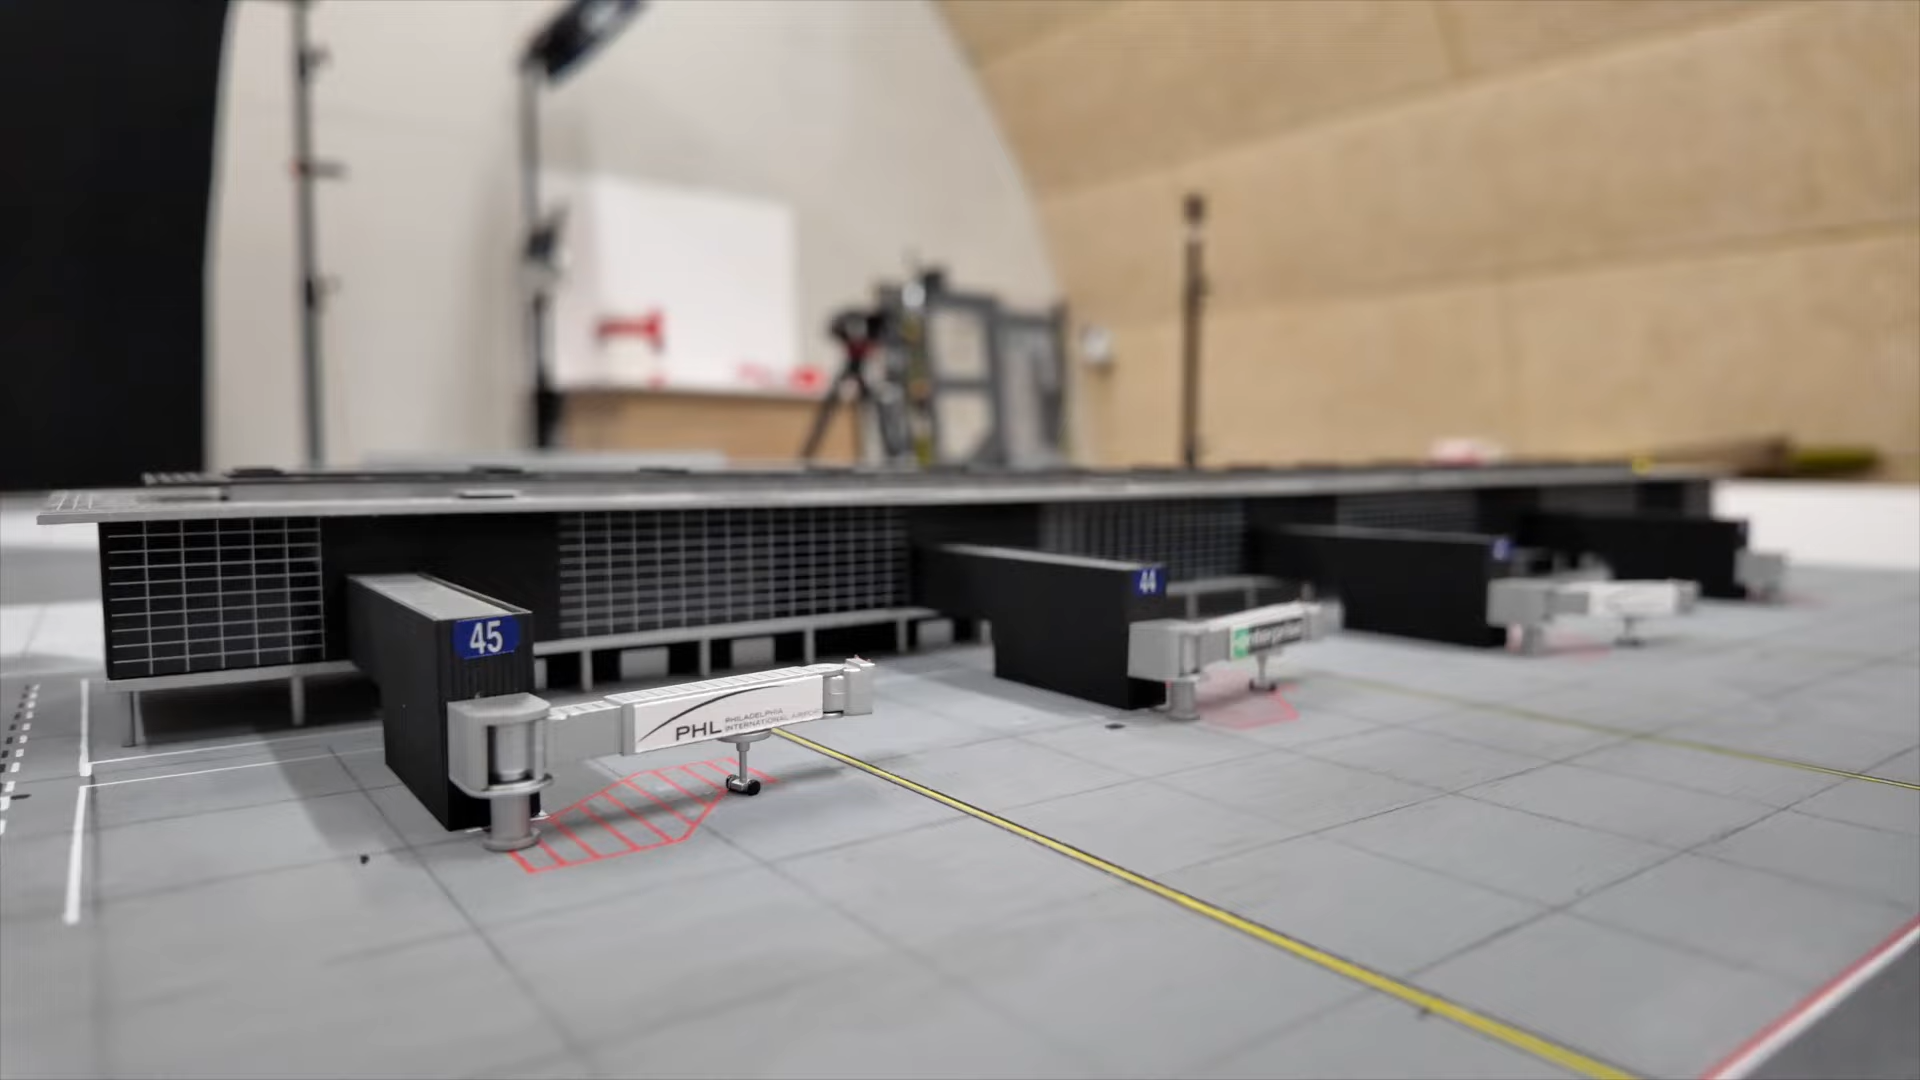 45
PHL
PHILADELPHIA
INTERNATIONAL AIRPORT
44
enterprise